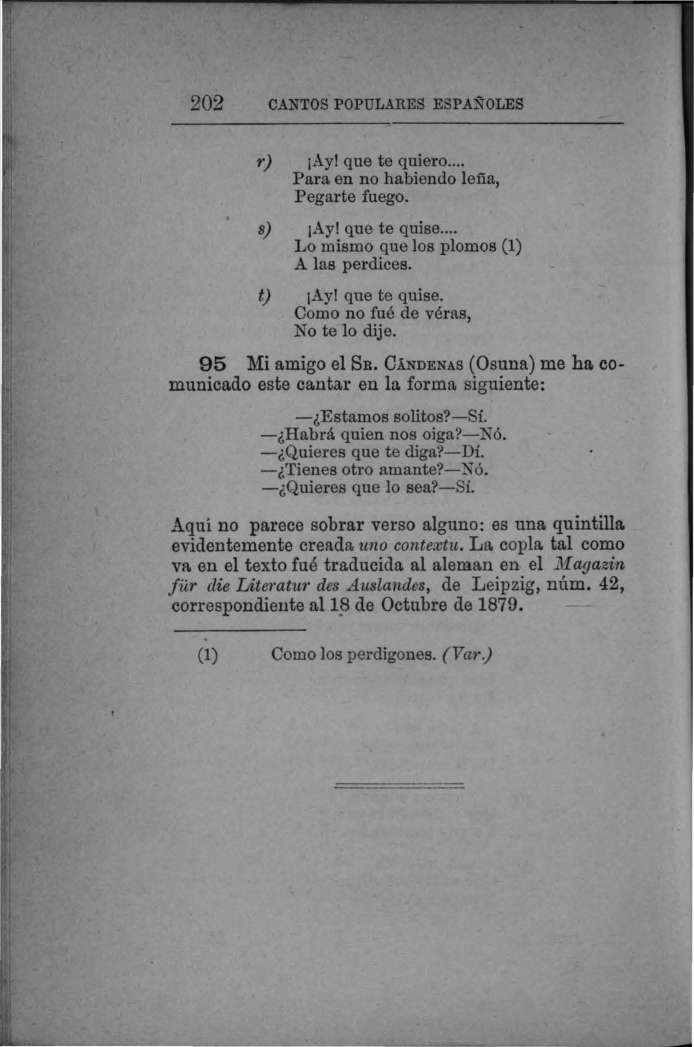 202 CANTOS POPULARES ESPAÑOLES
r) ¡Ay! que te quiero....
Para en no habiendo leña,
Pegarte fuego.
s) ¡Ay! que te quise....
Lo mismo que los plomos (1)
A las perdices.
t) ¡Ay! que te quise.
Como no fué de véras,
No te lo dije.
95 Mi amigo el SR. CÁNDENAS (Osuna) me ha co-
municado este cantar en la forma siguiente:
—¿Estamos solitos?—Sí.
—¿Habrá quien nos oiga?—Nó.
—¿Quieres que te diga?—Dí.
—¿Tienes otro amante?—Nó.
—¿Quieres que lo sea?—Sí.
Aqui no parece sobrar verso alguno: es una quintilla
evidentemente creada uno contextu. La copla tal como
va en el texto fué traducida al aleman en el Magazin
für die Literatur des Auslandes, de Leipzig, núm. 42,
correspondiente al 18 de Octubre de 1879.
(1) Como los perdigones. (Var.)